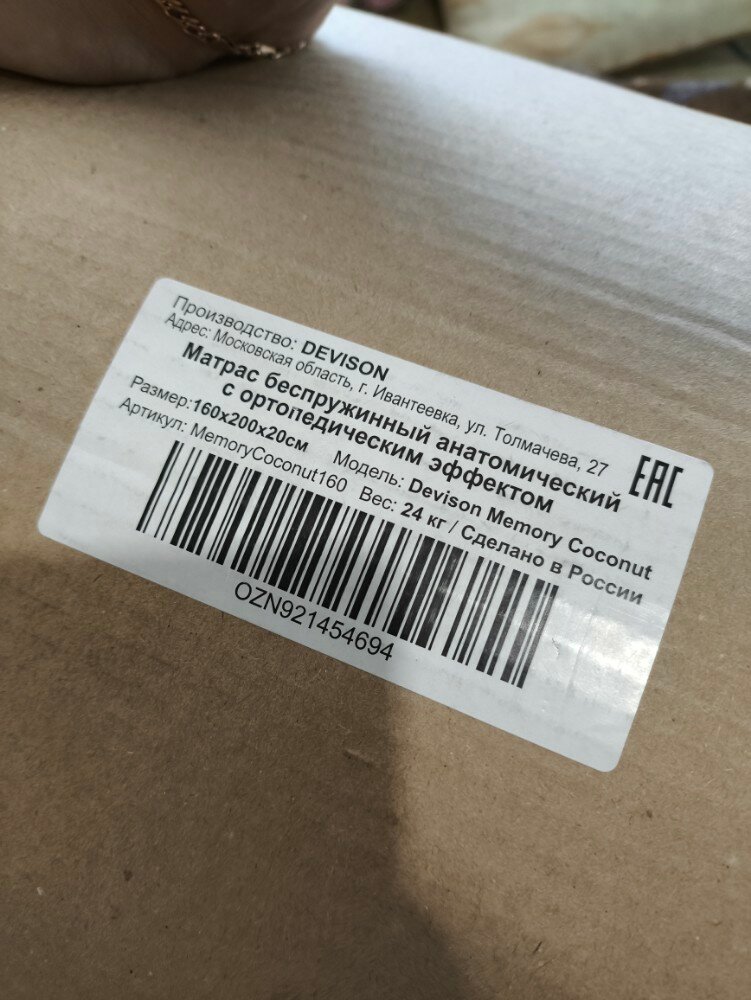 Производство: DEVISON
Адрес: Московская область, г. Ивантеевка, ул. Толмачева, 27
Матрас беспружинный анатомический
с ортопедическим эффектом
EAC
Размер:160х200х20см Модель: Devison Memory Coconut
Артикул: MemoryCoconut160 Вес: 24 кг / Сделано в России
OZN921454694